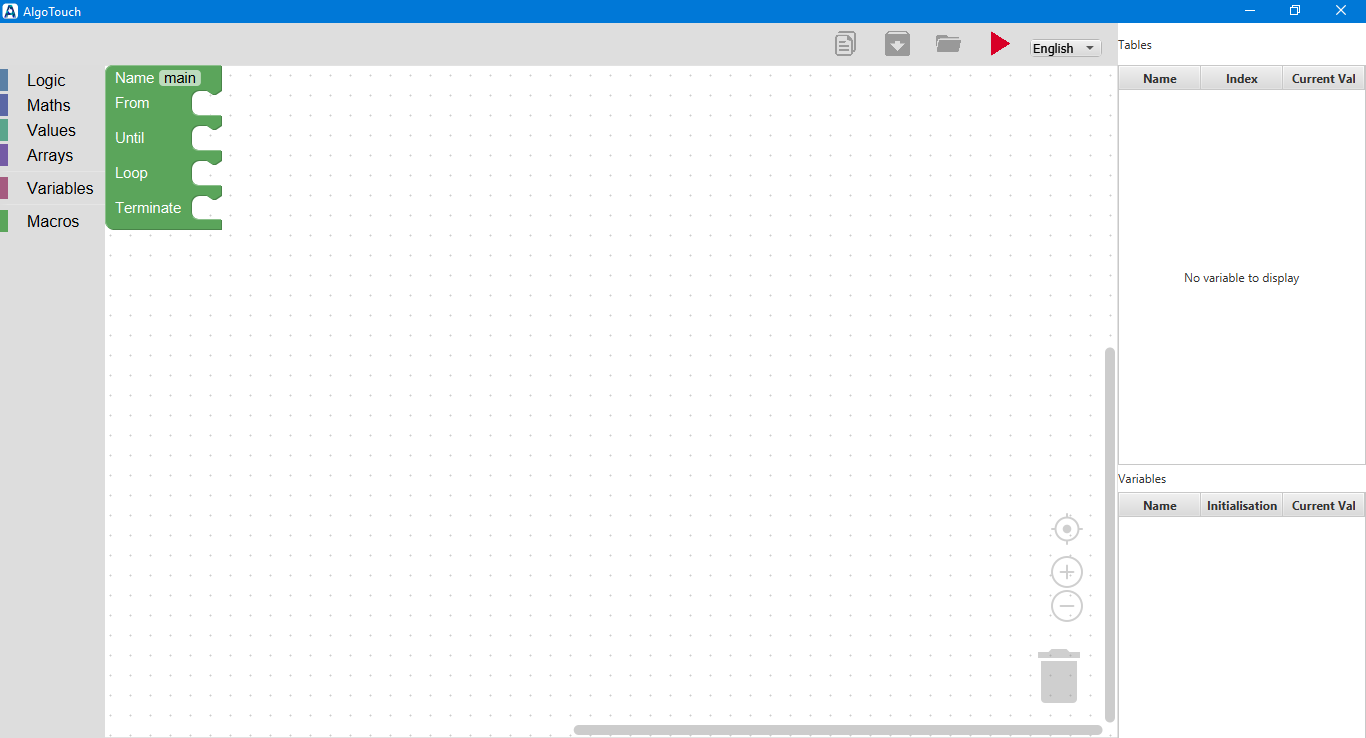 AlgoTouch
English
Logic
Maths
Values
Arrays
Variables
Macros
Name main
From
Until
Loop
Terminate
Tables
Name Index Current Val
No variable to display
Variables
Name Initialisation Current Val